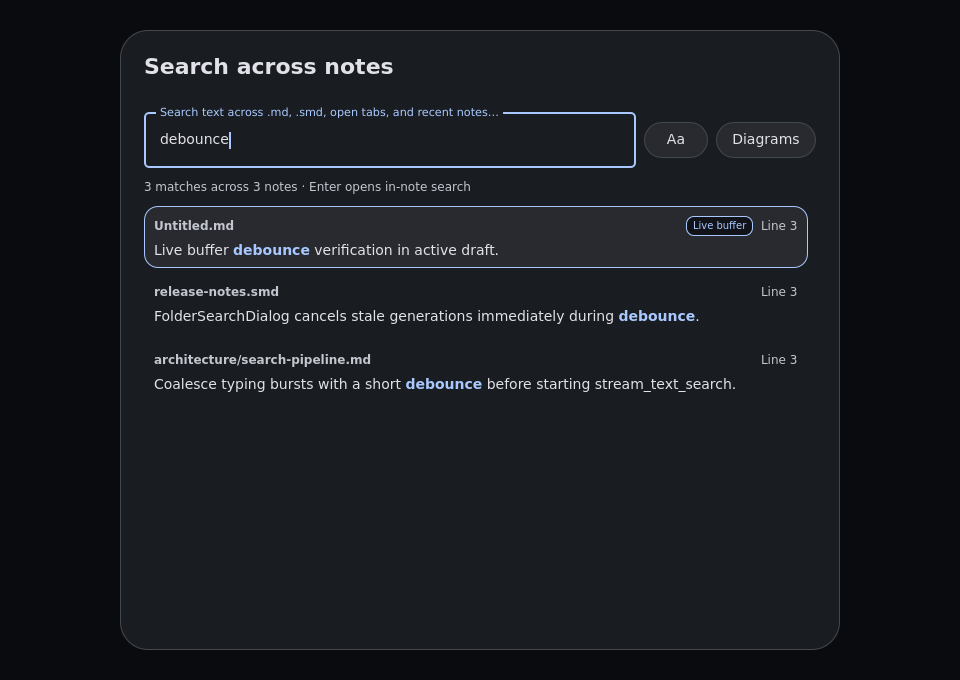 Search across notes
Search text across .md, .smd, open tabs, and recent notes…
debounce
Aa
Diagrams
3 matches across 3 notes · Enter opens in-note search
Untitled.md
Live buffer
Line 3
Live buffer debounce verification in active draft.
release-notes.smd
Line 3
FolderSearchDialog cancels stale generations immediately during debounce.
architecture/search-pipeline.md
Line 3
Coalesce typing bursts with a short debounce before starting stream_text_search.